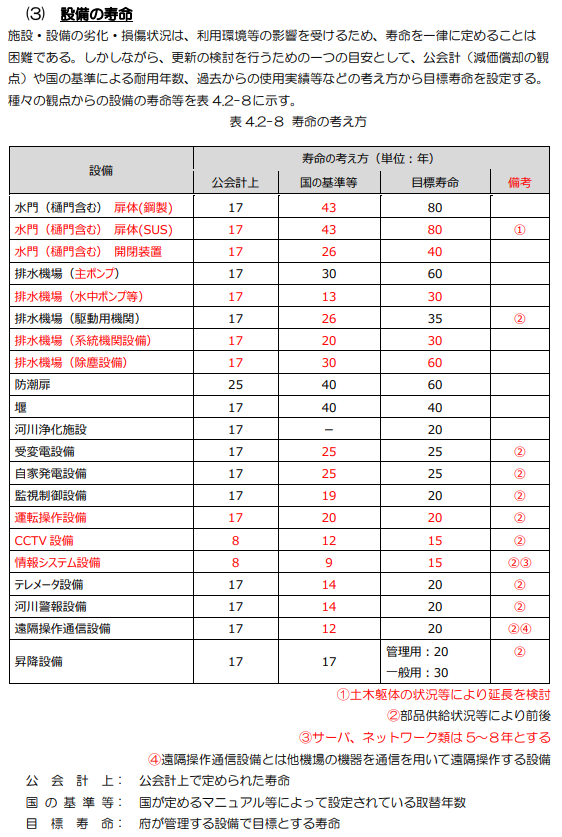 (3) 設備の寿命
施設・設備の劣化・損傷状況は、利用環境等の影響を受けるため、寿命を一律に定めることは
困難である。しかしながら、更新の検討を行うための一つの目安として、公会計（減価償却の観
点）や国の基準による耐用年数、過去からの使用実績等などの考え方から目標寿命を設定する。
種々の観点からの設備の寿命等を表 4.2-8 に示す。
表 4.2-8 寿命の考え方
設備 寿命の考え方（単位：年）
公会計上 国の基準等 目標寿命 備考
水門（樋門含む） 扉体(鋼製) 17 43 80
水門（樋門含む） 扉体(SUS) 17 43 80 ①
水門（樋門含む） 開閉装置 17 26 40
排水機場（主ポンプ） 17 30 60
排水機場（水中ポンプ等） 17 13 30
排水機場（駆動用機関） 17 26 35 ②
排水機場（系統機関設備） 17 20 30
排水機場（除塵設備） 17 30 60
防潮扉 25 40 60
堰 17 40 40
河川浄化施設 17 － 20
受変電設備 17 25 25 ②
自家発電設備 17 25 25 ②
監視制御設備 17 19 20 ②
運転操作設備 17 20 20 ②
CCTV 設備 8 12 15 ②
情報システム設備 8 9 15 ②③
テレメータ設備 17 14 20 ②
河川警報設備 17 14 20 ②
遠隔操作通信設備 17 12 20 ②④
昇降設備 17 17 管理用：20 ②
一般用：30
①土木躯体の状況等により延長を検討
②部品供給状況等により前後
③サーバ、ネットワーク類は 5～8 年とする
④遠隔操作通信設備とは他機場の機器を通信を用いて遠隔操作する設備
公会計上： 公会計上で定められた寿命
国の基準等： 国が定めるマニュアル等によって設定されている取替年数
目標寿命： 府が管理する設備で目標とする寿命